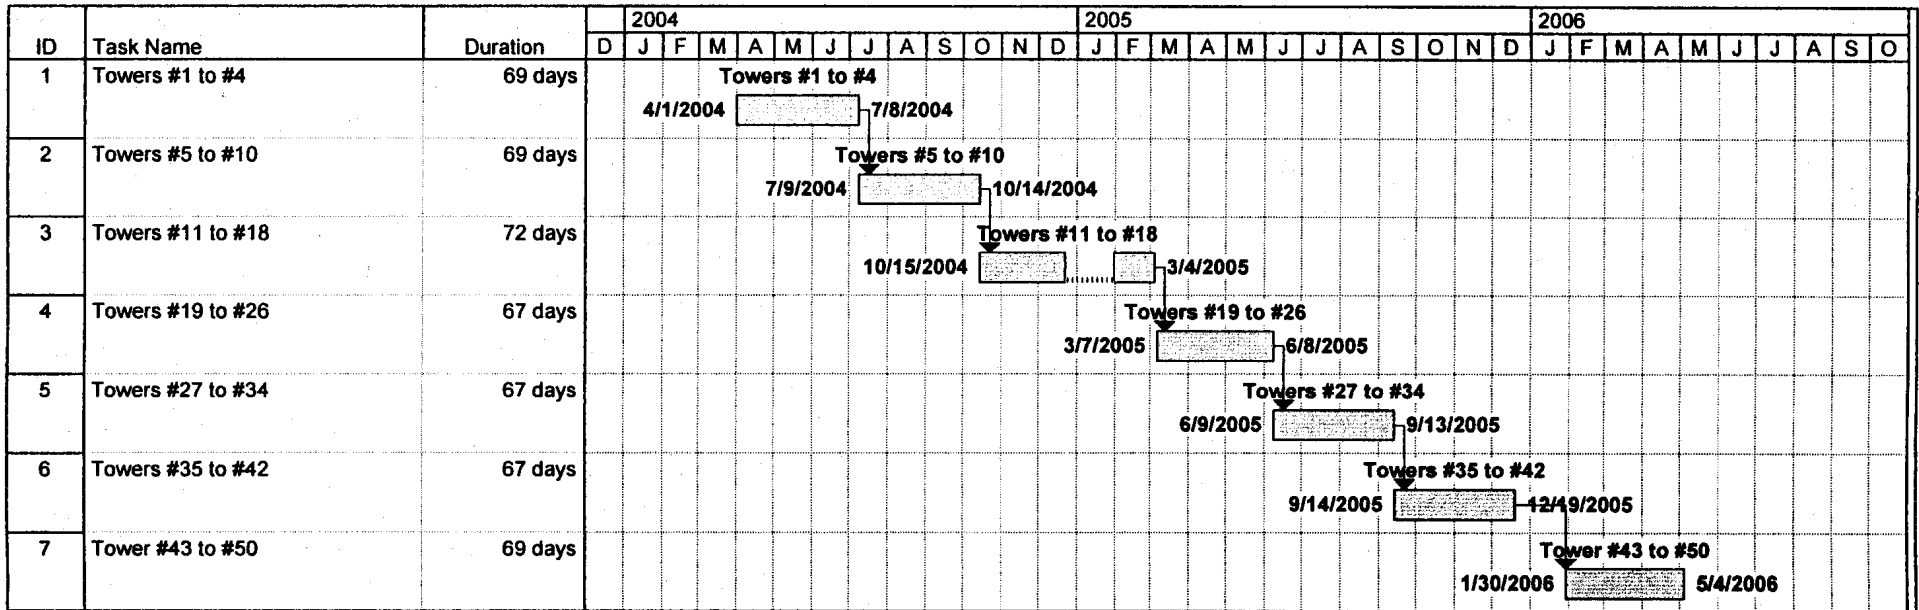 2004 2005 2006
ID Task Name Duration D J F M A M J J A S O N D J F M A M J J A S O N D J F M A M J J A S O
1 Towers #1 to #4 69 days Towers #1 to #4
4/1/2004 7/8/2004
2 Towers #5 to #10 69 days Towers #5 to #10
7/9/2004 10/14/2004
3 Towers #11 to #18 72 days Towers #11 to #18
10/15/2004 3/4/2005
4 Towers #19 to #26 67 days Towers #19 to #26
3/7/2005 6/8/2005
5 Towers #27 to #34 67 days Towers #27 to #34
6/9/2005 9/13/2005
6 Towers #35 to #42 67 days Towers #35 to #42
9/14/2005 12/19/2005
7 Tower #43 to #50 69 days Tower #43 to #50
1/30/2006 5/4/2006